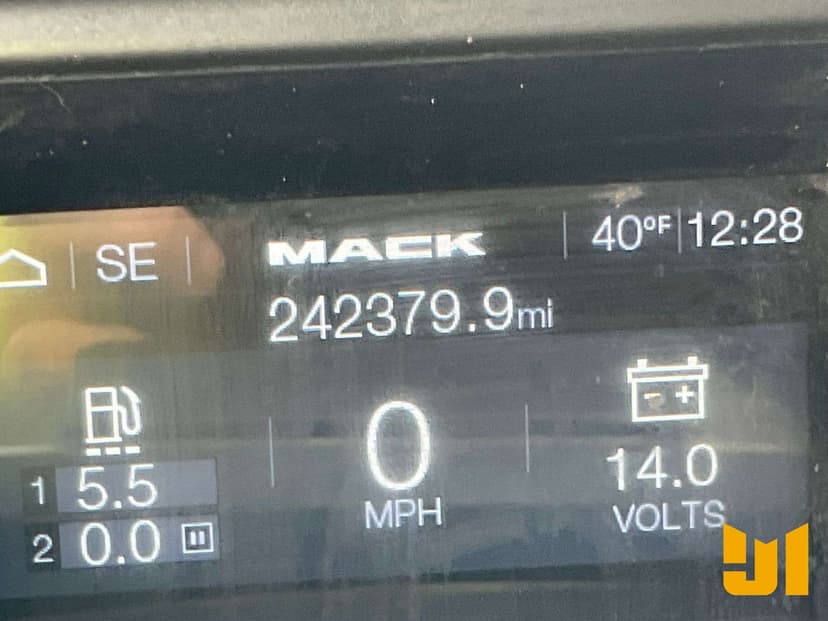 SE
MACK
40°F
12:28
242379.9mi
1 5.5
2 0.0
0
MPH
14.0
VOLTS